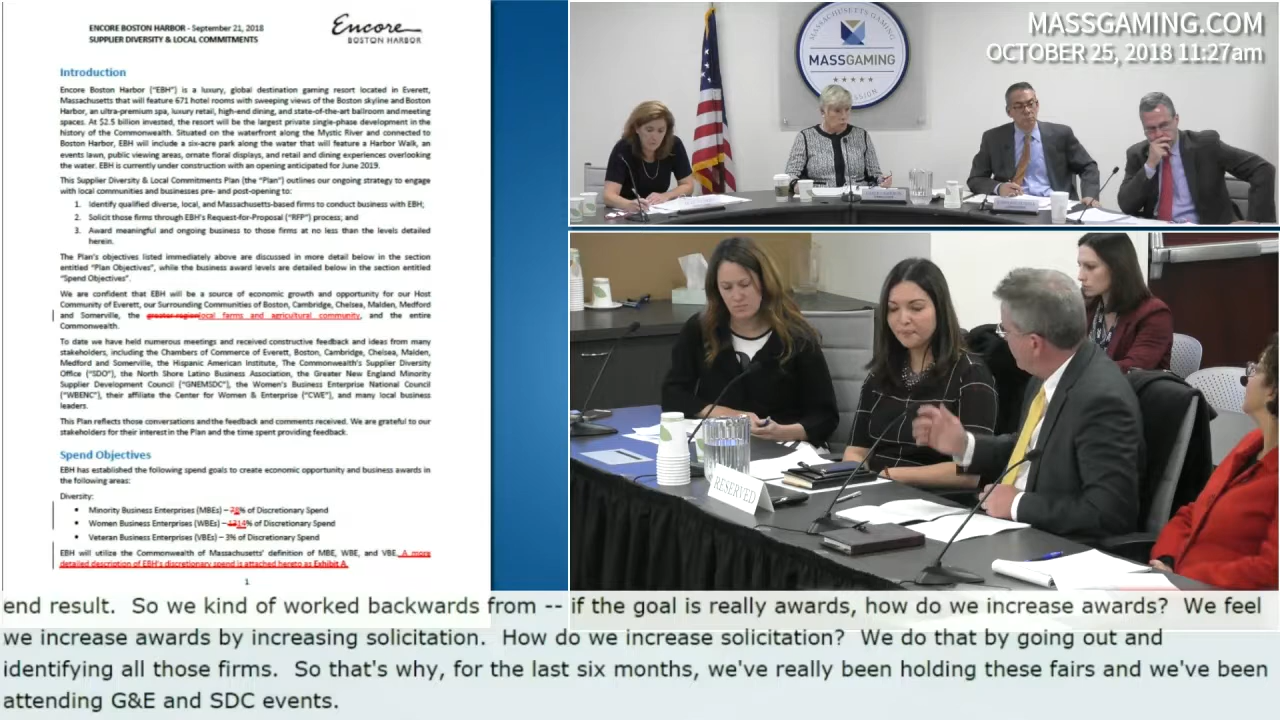 ENCORE BOSTON HARBOR - September 21, 2018
SUPPLIER DIVERSITY & LOCAL COMMITMENTS
Encore
BOSTON HARBOR
Introduction
Encore Boston Harbor ("EBH") is a luxury, global destination gaming resort located in Everett,
Massachusetts that will feature 671 hotel rooms with sweeping views of the Boston skyline and Boston
Harbor, an ultra-premium spa, luxury retail, high-end dining, and state-of-the-art ballroom and meeting
spaces. At $2.5 billion invested, the resort will be the largest private single-phase development in the
history of the Commonwealth. Situated on the waterfront along the Mystic River and connected to
Boston Harbor, EBH will include a six-acre park along the water that will feature a Harbor Walk, an
events lawn, public viewing areas, ornate floral displays, and retail and dining experiences overlooking
the water. EBH is currently under construction with an opening anticipated for June 2019.
This Supplier Diversity & Local Commitments Plan (the "Plan") outlines our ongoing strategy to engage
with local communities and businesses pre- and post-opening to:
1. Identify qualified diverse, local, and Massachusetts-based firms to conduct business with EBH;
2. Solicit those firms through EBH's Request-for-Proposal ("RFP") process; and
3. Award meaningful and ongoing business to those firms at no less than the levels detailed
herein.
The Plan's objectives listed immediately above are discussed in more detail below in the section
entitled "Plan Objectives", while the business award levels are detailed below in the section entitled
"Spend Objectives".
We are confident that EBH will be a source of economic growth and opportunity for our Host
Community of Everett, our Surrounding Communities of Boston, Cambridge, Chelsea, Malden, Medford
and Somerville, the greater region local farms and agricultural community, and the entire
Commonwealth.
To date we have held numerous meetings and received constructive feedback and ideas from many
stakeholders, including the Chambers of Commerce of Everett, Boston, Cambridge, Chelsea, Malden,
Medford and Somerville, the Hispanic American Institute, The Commonwealth's Supplier Diversity
Office ("SDO"), the North Shore Latino Business Association, the Greater New England Minority
Supplier Development Council ("GNEMSDC"), the Women's Business Enterprise National Council
("WBENC"), their affiliate the Center for Women & Enterprise ("CWE"), and many local business
leaders.
This Plan reflects those conversations and the feedback and comments received. We are grateful to our
stakeholders for their interest in the Plan and the time spent providing feedback.
Spend Objectives
EBH has established the following spend goals to create economic opportunity and business awards in
the following areas:
Diversity:
• Minority Business Enterprises (MBEs) – % of Discretionary Spend
• Women Business Enterprises (WBEs) – 14% of Discretionary Spend
• Veteran Business Enterprises (VBEs) – 3% of Discretionary Spend
EBH will utilize the Commonwealth of Massachusetts' definition of MBE, WBE, and VBE. A more
detailed description of EBH's discretionary spend is attached hereto as Exhibit A.
1
MASSGAMING.COM
OCTOBER 25, 2018 11:27am
MASSACHUSETTS GAMING
MASSGAMING
RESERVED
end result. So we kind of worked backwards from -- if the goal is really awards, how do we increase awards? We feel
we increase awards by increasing solicitation. How do we increase solicitation? We do that by going out and
identifying all those firms. So that's why, for the last six months, we've really been holding these fairs and we've been
attending G&E and SDC events.